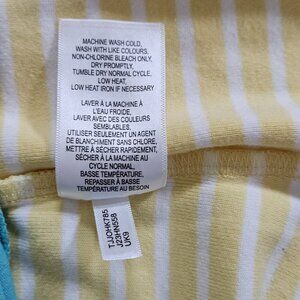 MACHINE WASH COLD,
WASH WITH LIKE COLOURS,
NON-CHLORINE BLEACH ONLY,
DRY PROMPTLY,
TUMBLE DRY NORMAL CYCLE,
LOW HEAT,
LOW HEAT IRON IF NECESSARY
LAVER À LA MACHINE À
L'EAU FROIDE,
LAVER AVEC DES COULEURS
SEMBLABLES,
UTILISER SEULEMENT UN AGENT
DE BLANCHIMENT SANS CHLORE,
METTRE À SÉCHER RAPIDEMENT,
SÉCHER À LA MACHINE AU
CYCLE NORMAL,
BASSE TEMPÉRATURE,
REPASSER À BASSE
TEMPÉRATURE AU BESOIN
TJJOHK785
J23HN558
UK9